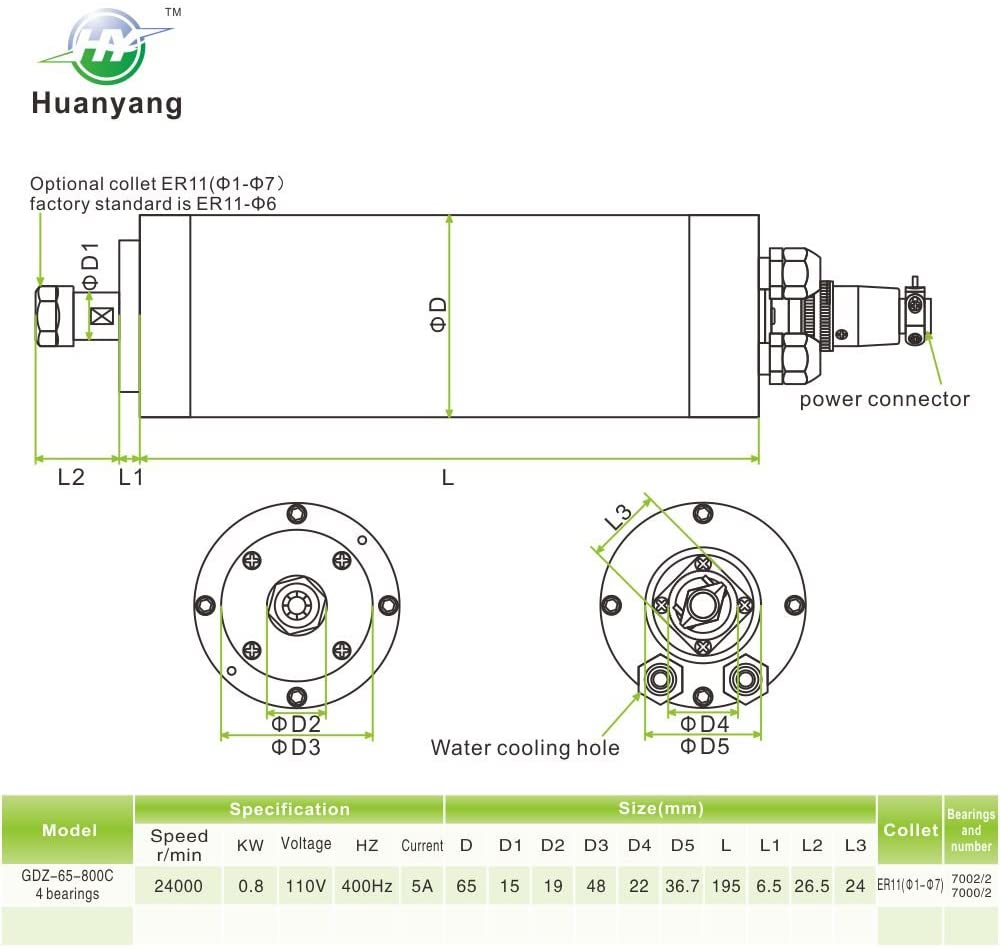 TM
HY
Huanyang
Optional collet ER11(Φ1-Φ7）
factory standard is ER11-Φ6
ΦD1
ΦD
power connector
L2
L1
L
L3
ΦD2
ΦD3
Water cooling hole
ΦD4
ΦD5
Model
Specification
Size(mm)
Collet
Bearings
and
number
Speed
r/min
KW
Voltage
HZ
Current
D
D1
D2
D3
D4
D5
L
L1
L2
L3
GDZ-65-800C
4 bearings
24000
0.8
110V
400Hz
5A
65
15
19
48
22
36.7
195
6.5
26.5
24
ER11(Φ1-Φ7)
7002/2
7000/2